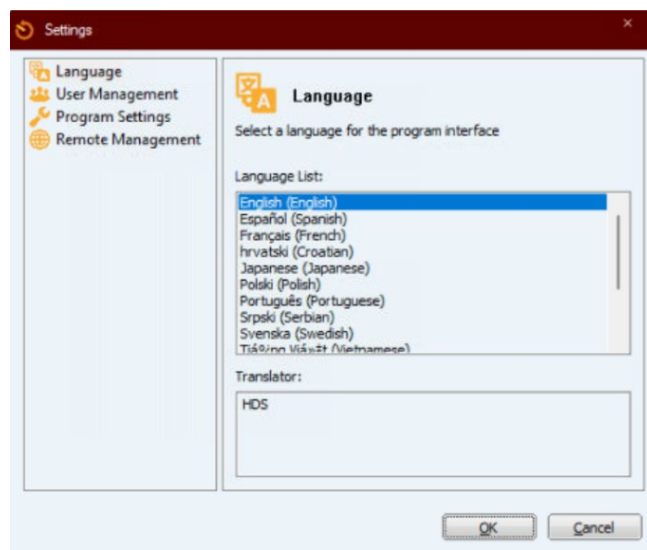 Settings
Language
User Management
Program Settings
Remote Management
Language
Select a language for the program interface
Language List:
English (English)
Español (Spanish)
Français (French)
hrvatski (Croatian)
Japanese (Japanese)
Polski (Polish)
Português (Portuguese)
Srpski (Serbian)
Svenska (Swedish)
(Vietnamese)
Translator:
HDS
OK
Cancel